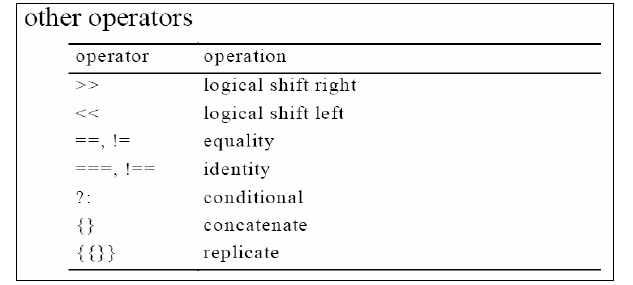 other operators
operator operation
>> logical shift right
<< logical shift left
==, != equality
===, !== identity
?: conditional
{} concatenate
{{}} replicate